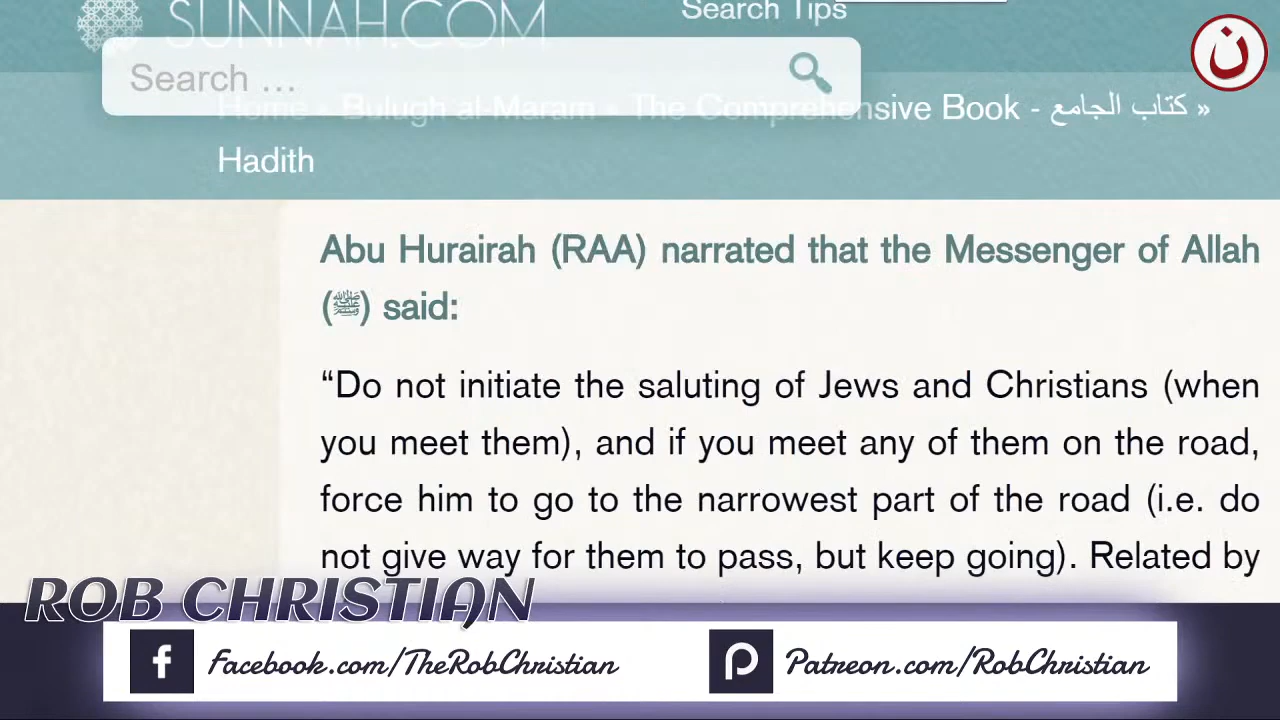 SUNNAH.COM
Search Tips
Search ...
ن
Home » Bulugh al-Maram » The Comprehensive Book - كتاب الجامع »
Hadith
Abu Hurairah (RAA) narrated that the Messenger of Allah
(ﷺ) said:
“Do not initiate the saluting of Jews and Christians (when
you meet them), and if you meet any of them on the road,
force him to go to the narrowest part of the road (i.e. do
not give way for them to pass, but keep going). Related by
ROB CHRISTIAN
Facebook.com/TheRobChristian
Patreon.com/RobChristian